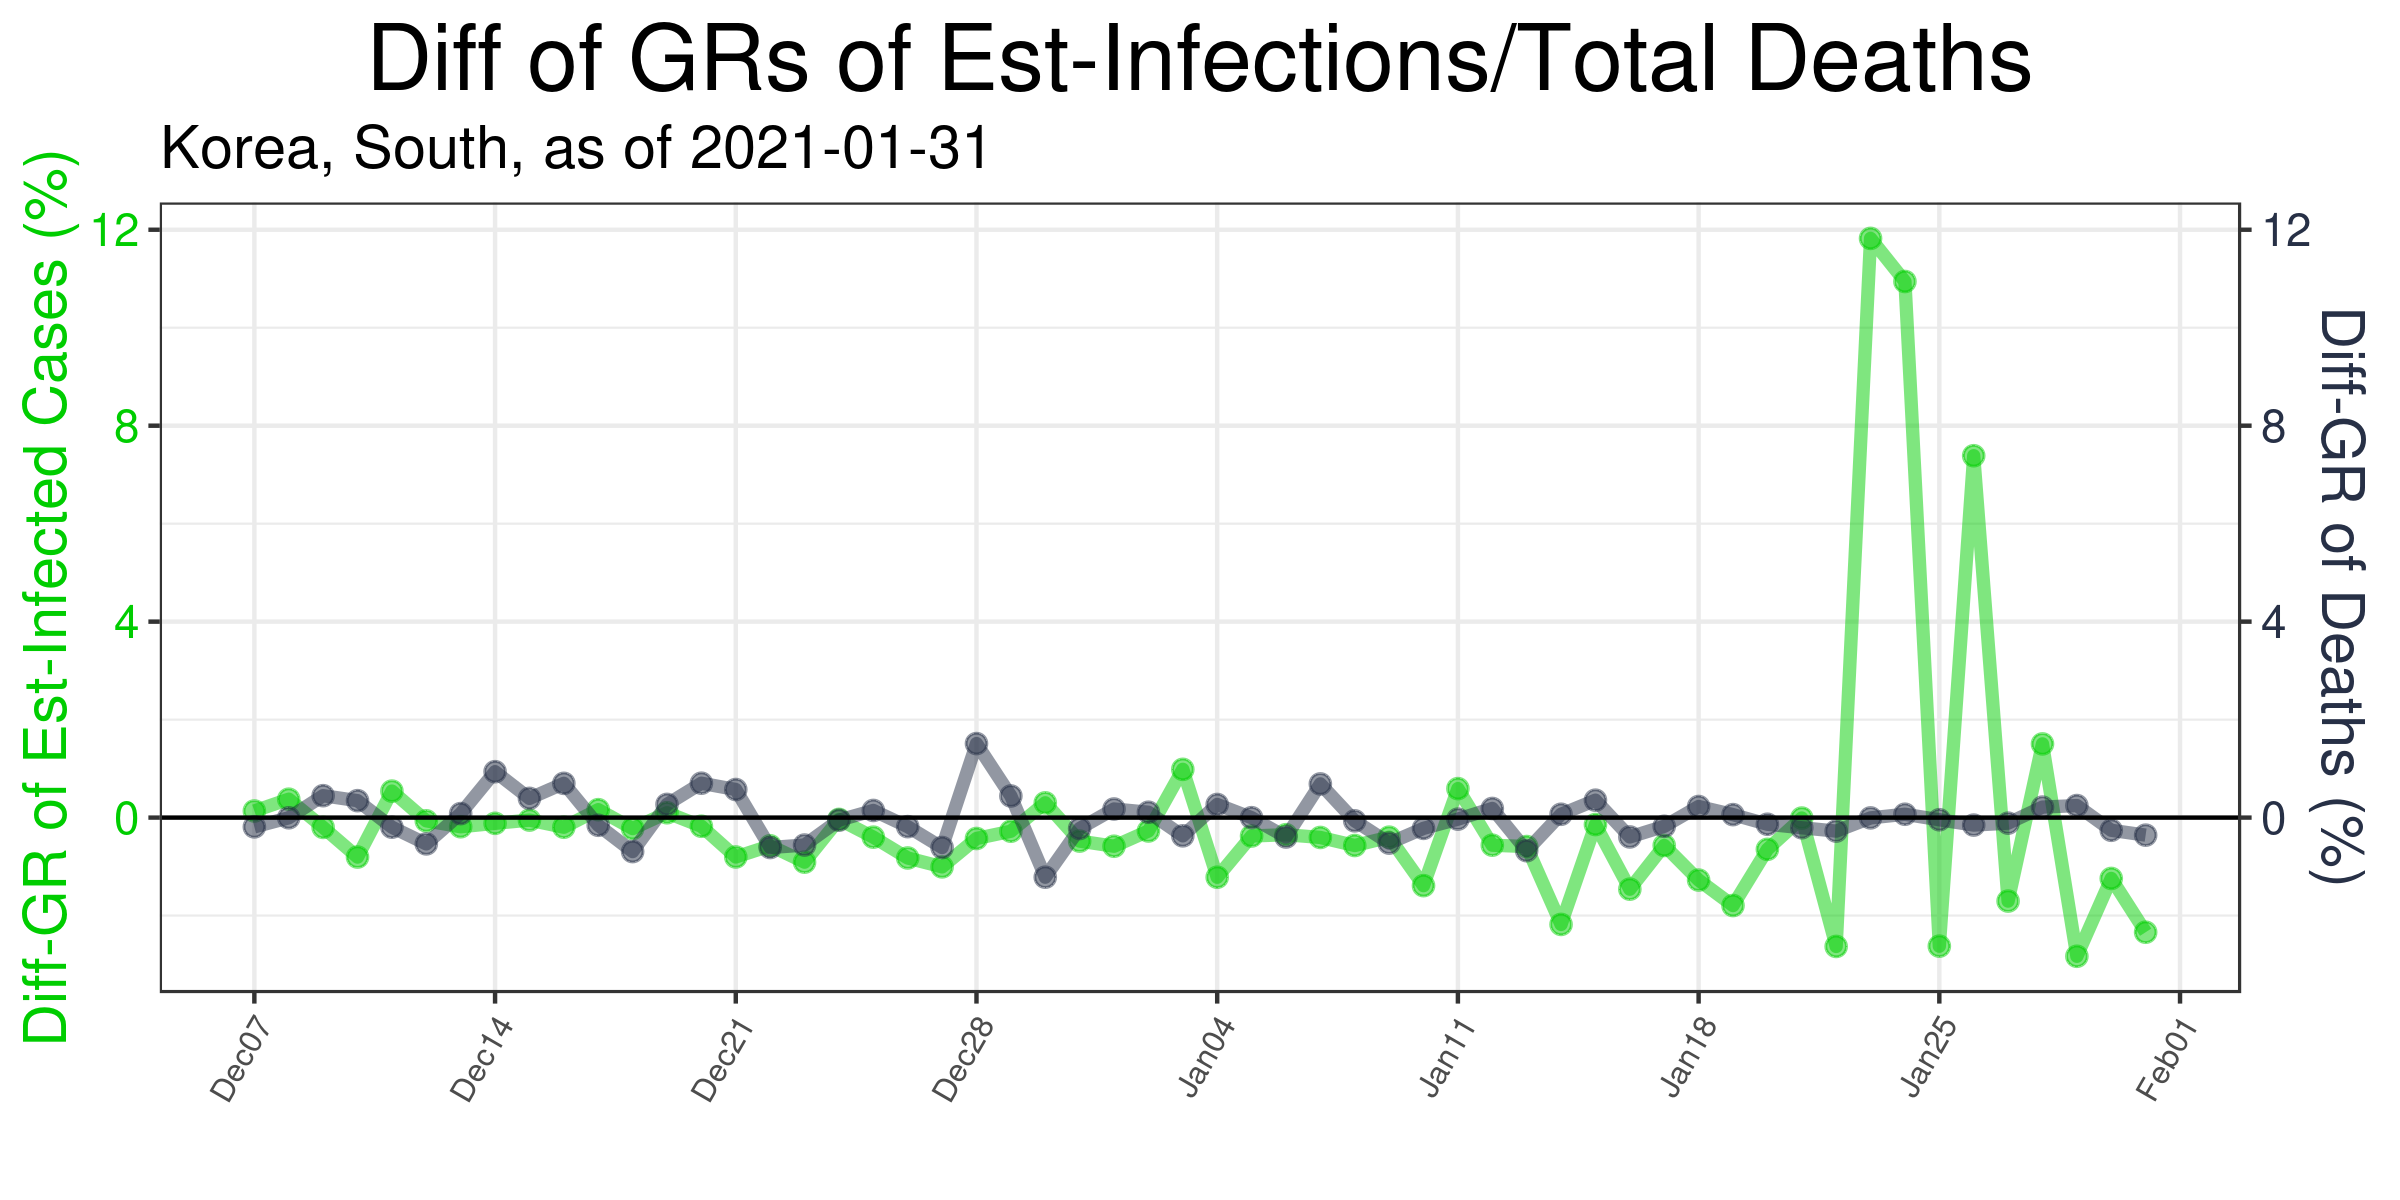 Diff of GRs of Est-Infections/Total Deaths
Korea, South, as of 2021-01-31
Diff-GR of Est-Infected Cases (%)
12
8
4
0
12
8
4
0
Diff-GR of Deaths (%)
Dec07
Dec14
Dec21
Dec28
Jan04
Jan11
Jan18
Jan25
Feb01